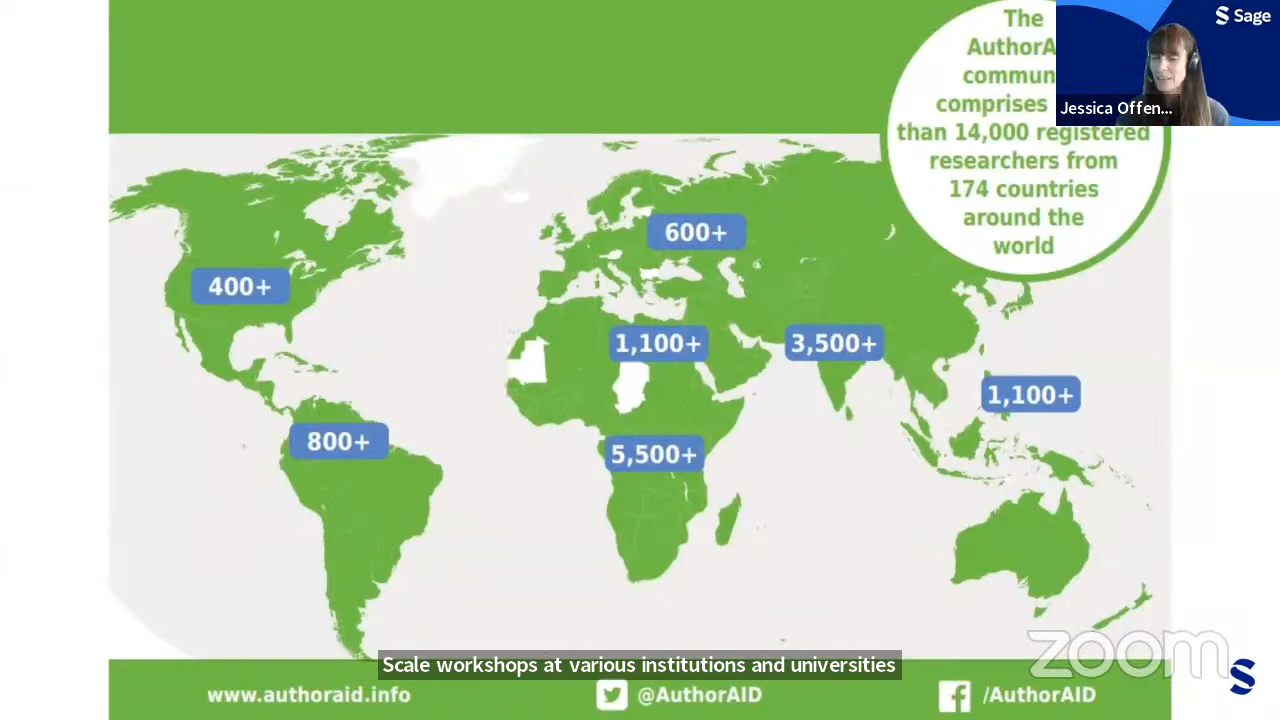 The
AuthorA
commun
comprises
than 14,000 registered
researchers from
174 countries
around the
world
Sage
Jessica Offen...
600+
400+
1,100+
3,500+
1,100+
800+
5,500+
zoom
Scale workshops at various institutions and universities
www.authoraid.info
@AuthorAID
/AuthorAID